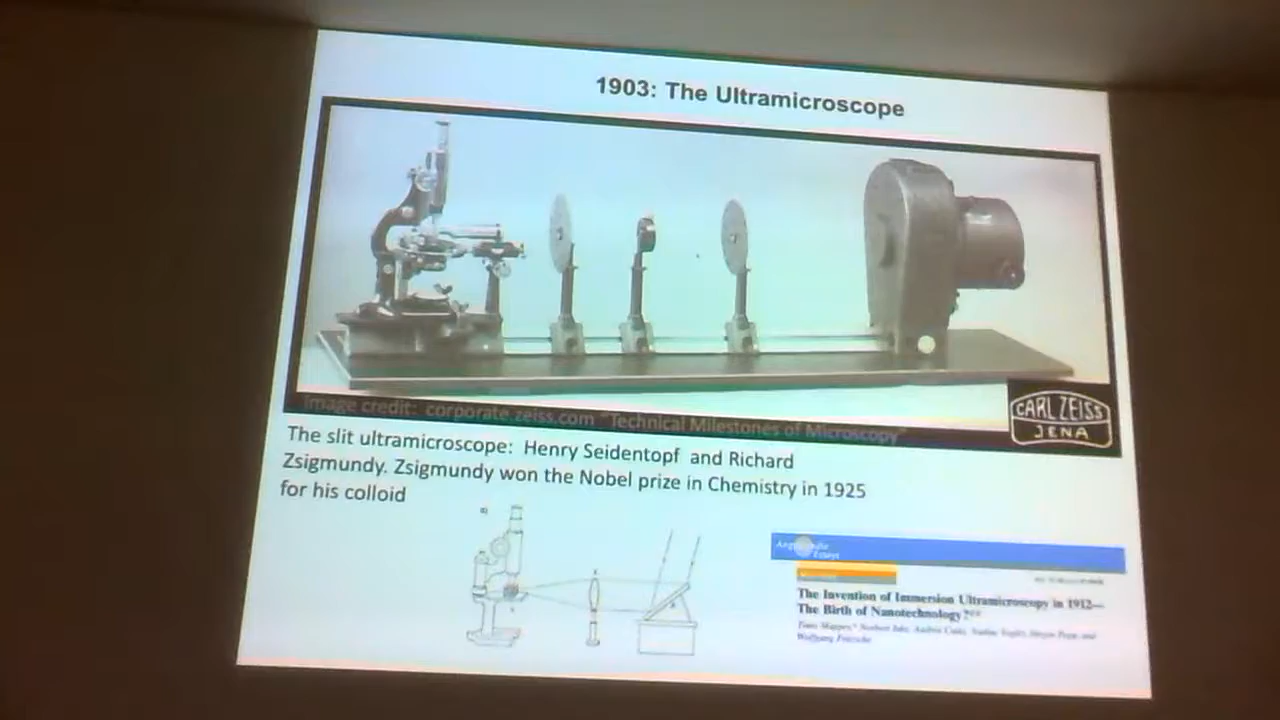 1903: The Ultramicroscope
Image credit: corporate.zeiss.com "Technical Milestones of Microscopy"
CARL ZEISS
JENA
The slit ultramicroscope: Henry Seidentopf and Richard
Zsigmundy. Zsigmundy won the Nobel prize in Chemistry in 1925
for his colloid
a)
Essays
The Invention of Immersion Ultramicroscopy in 1912—
The Birth of Nanotechnology?**